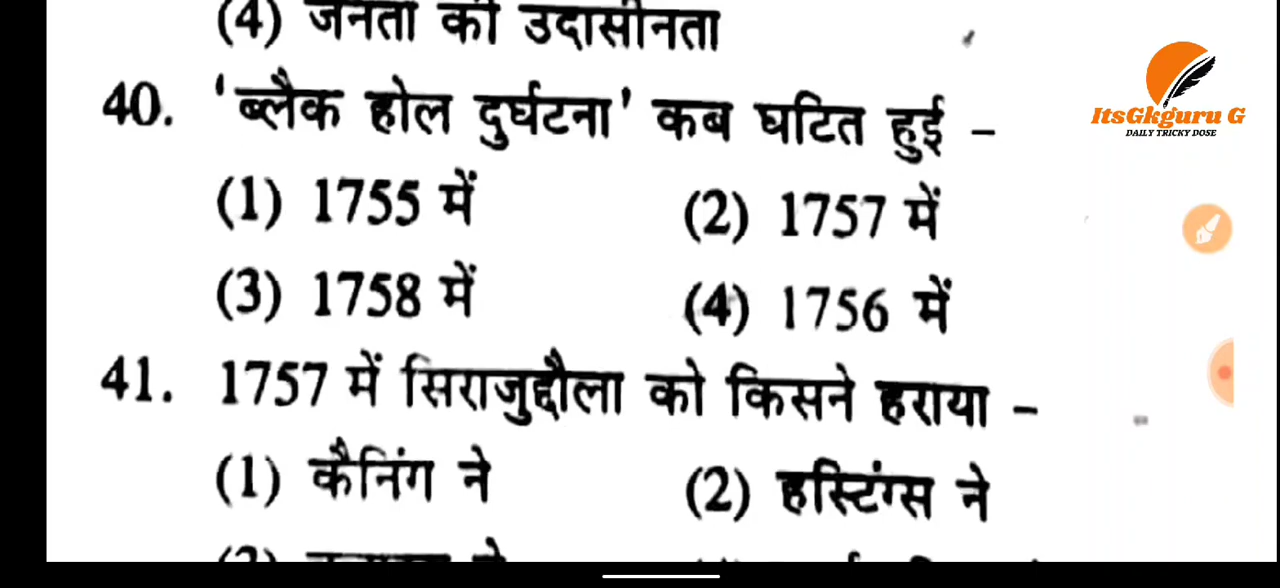 (4) जनता की उदासीनता
40. 'ब्लैक होल दुर्घटना' कब घटित हुई –
ItsGkguru G
DAILY TRICKY DOSE
(1) 1755 में (2) 1757 में
(3) 1758 में (4) 1756 में
41. 1757 में सिराजुद्दौला को किसने हराया –
(1) कैनिंग ने (2) हस्टिंग्स ने